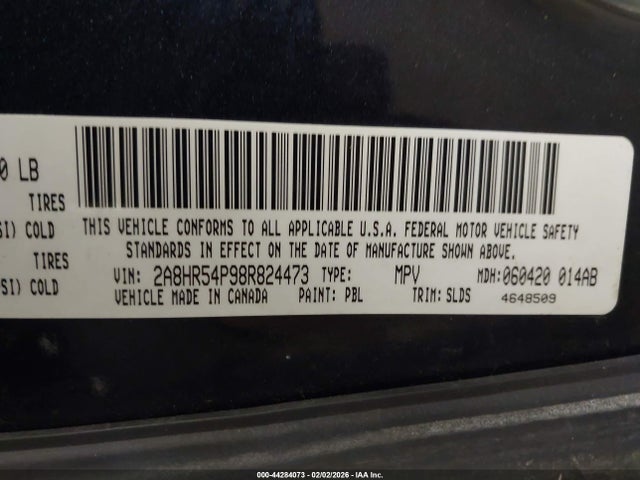 0 LB
TIRES
SI) COLD
TIRES
SI) COLD
THIS VEHICLE CONFORMS TO ALL APPLICABLE U.S.A. FEDERAL MOTOR VEHICLE SAFETY
STANDARDS IN EFFECT ON THE DATE OF MANUFACTURE SHOWN ABOVE.
VIN: 2A8HR54P98R824473 TYPE: MPV MDH:060420 014AB
VEHICLE MADE IN CANADA PAINT: PBL TRIM: SLDS 4648509
000-44284073 - 02/02/2026 - IAA Inc.